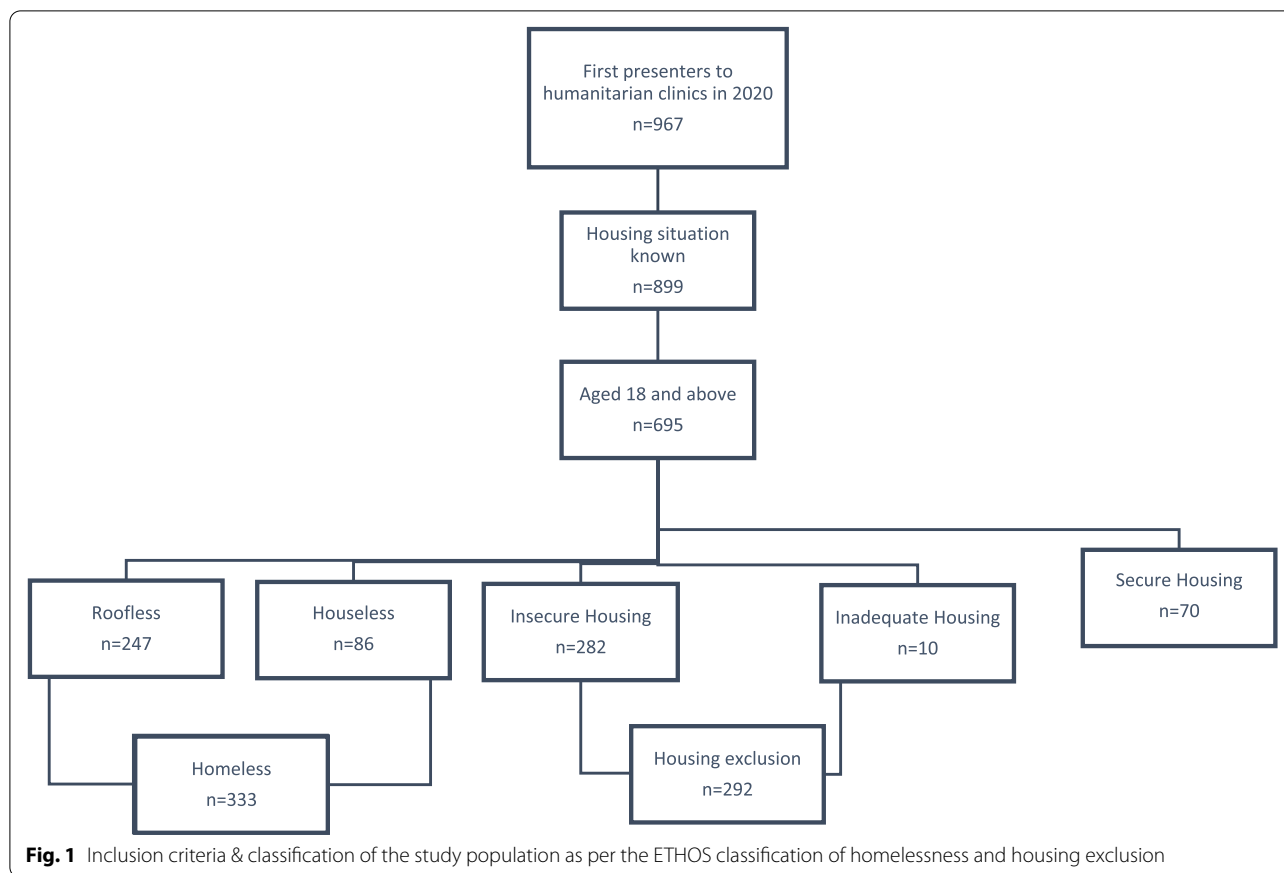 First presenters to
humanitarian clinics in 2020
n=967
Housing situation
known
n=899
Aged 18 and above
n=695
Roofless
n=247
Houseless
n=86
Insecure Housing
n=282
Inadequate Housing
n=10
Secure Housing
n=70
Homeless
n=333
Housing exclusion
n=292
Fig. 1 Inclusion criteria & classification of the study population as per the ETHOS classification of homelessness and housing exclusion